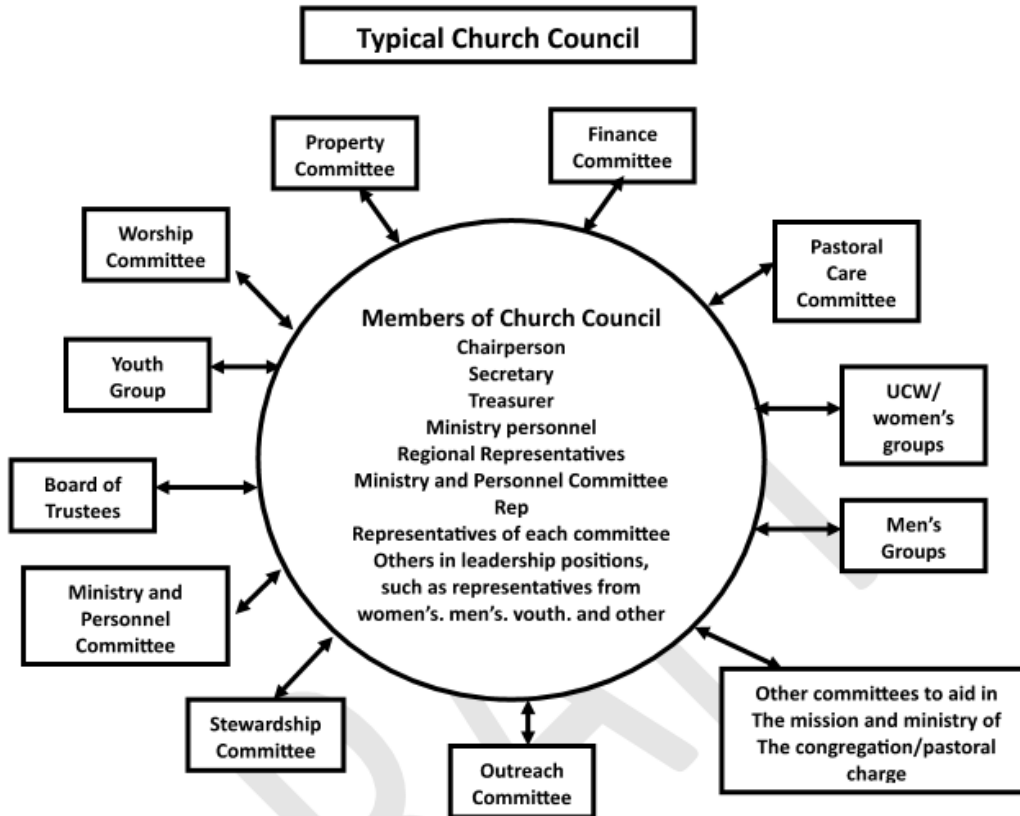 Typical Church Council
Property
Committee
Finance
Committee
Worship
Committee
Pastoral
Care
Committee
Youth
Group
UCW/
women's
groups
Board of
Trustees
Men's
Groups
Ministry and
Personnel
Committee
Stewardship
Committee
Outreach
Committee
Other committees to aid in
The mission and ministry of
The congregation/pastoral
charge
Members of Church Council
Chairperson
Secretary
Treasurer
Ministry personnel
Regional Representatives
Ministry and Personnel Committee
Rep
Representatives of each committee
Others in leadership positions,
such as representatives from
women's, men's, youth, and other